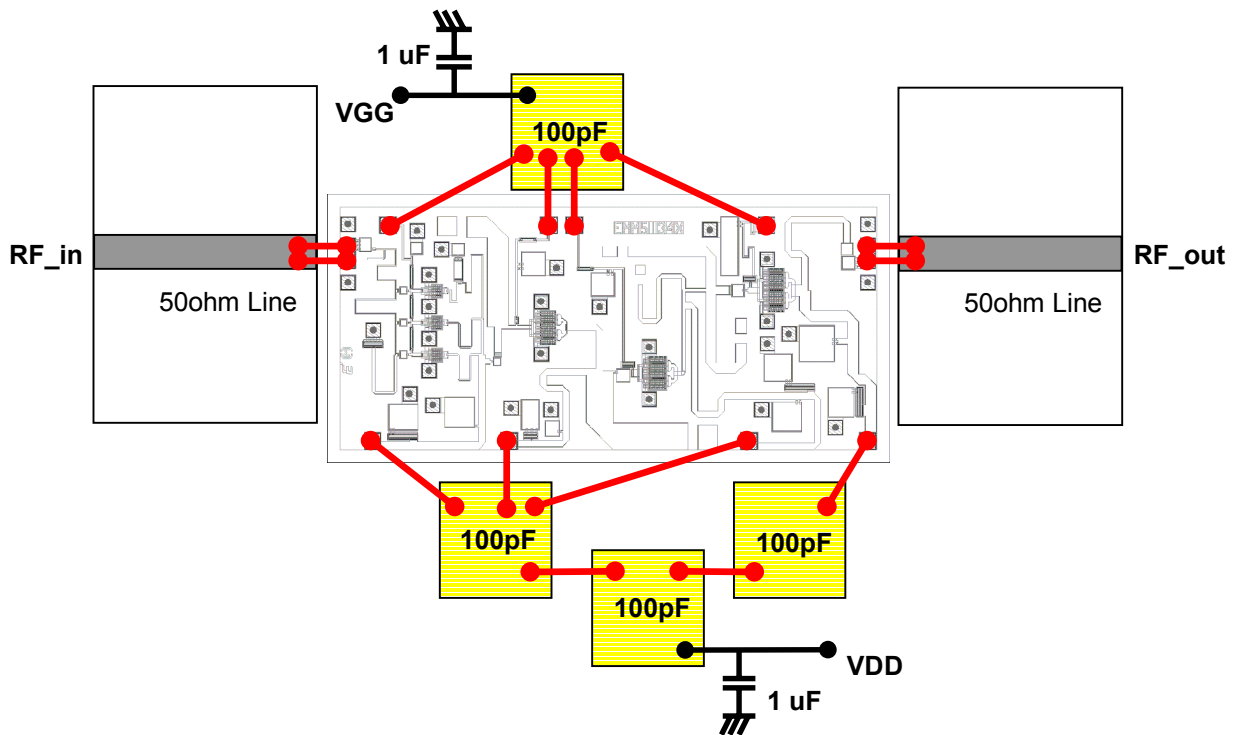 1 uF
VGG
100pF
RF_in
RF_out
50ohm Line
50ohm Line
100pF
100pF
100pF
VDD
1 uF